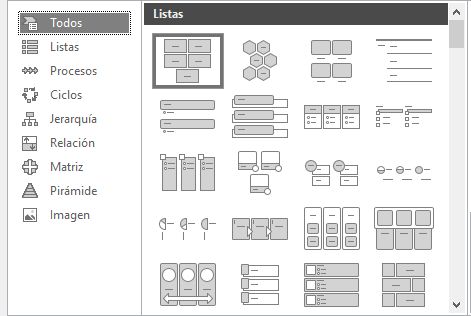 Todos
Listas
Procesos
Ciclos
Jerarquía
Relación
Matriz
Pirámide
Imagen
Listas